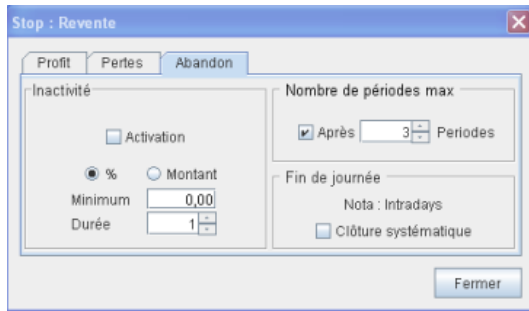 Stop : Revente
Profit Pertes Abandon
Inactivité
Activation
% Montant
Minimum 0,00
Durée 1
Nombre de périodes max
Après 3 Periodes
Fin de journée
Nota : Intradays
Clôture systématique
Fermer